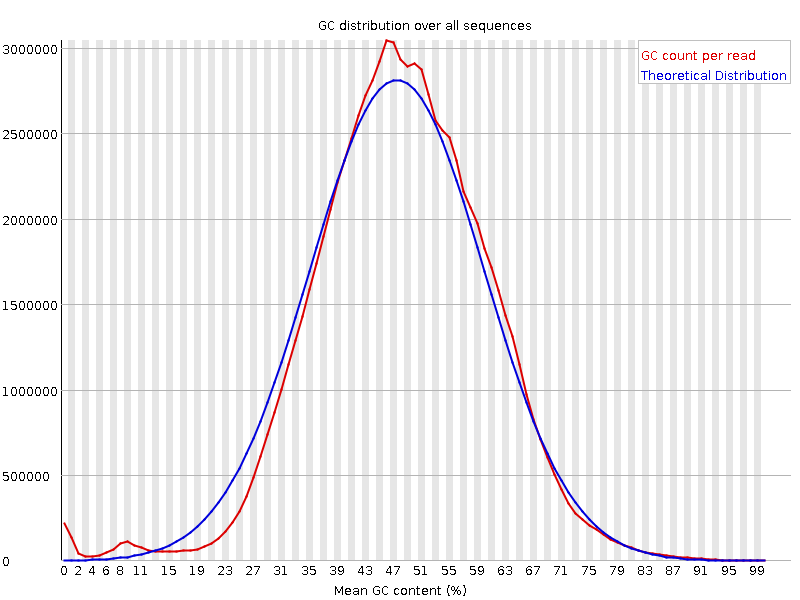 GC distribution over all sequences
GC count per read
Theoretical Distribution
3000000
2500000
2000000
1500000
1000000
500000
0
0 2 4 6 8 11 15 19 23 27 31 35 39 43 47 51 55 59 63 67 71 75 79 83 87 91 95 99
Mean GC content (%)